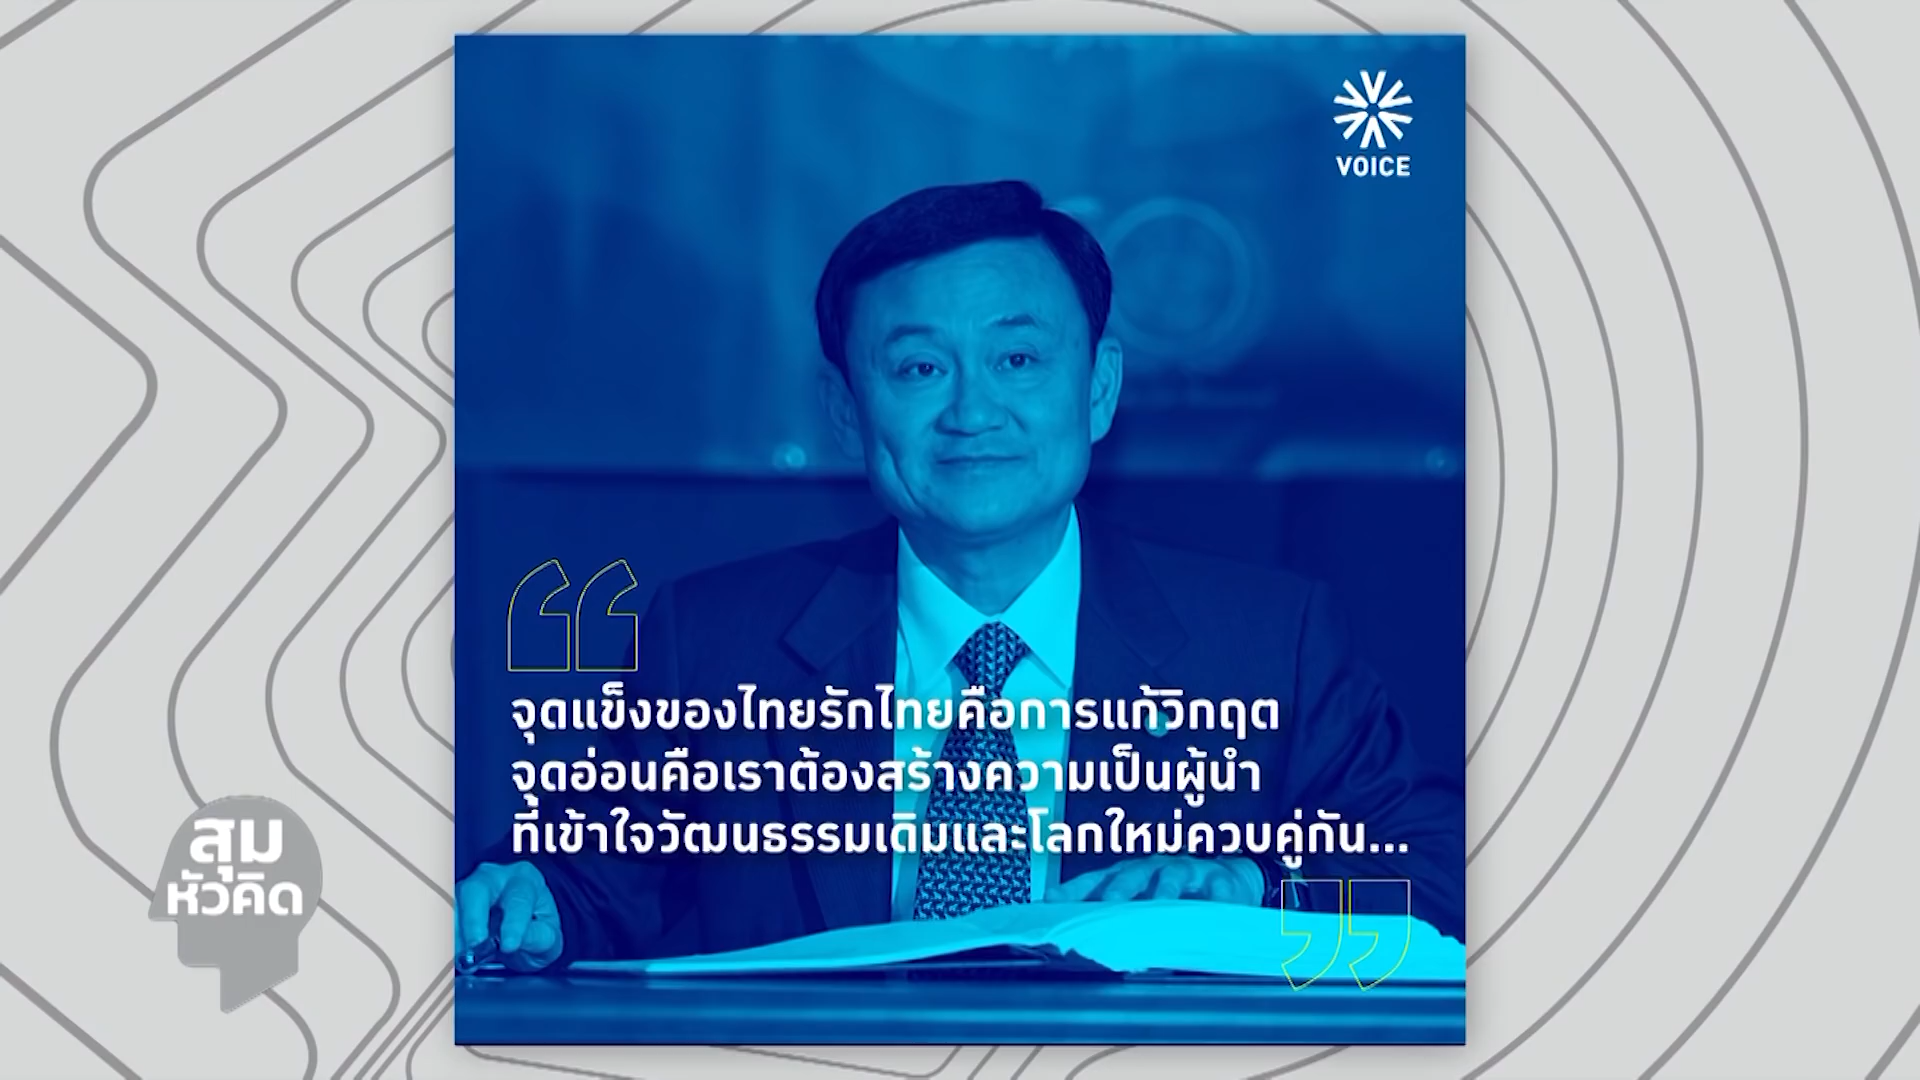 VOICE
จุดแข็งของไทยรักไทยคือการแก้วิกฤต
จุดอ่อนคือเราต้องสร้างความเป็นผู้นำ
ที่เข้าใจวัฒนธรรมเดิมและโลกใหม่ควบคู่กัน...
สุม
หัวคิด